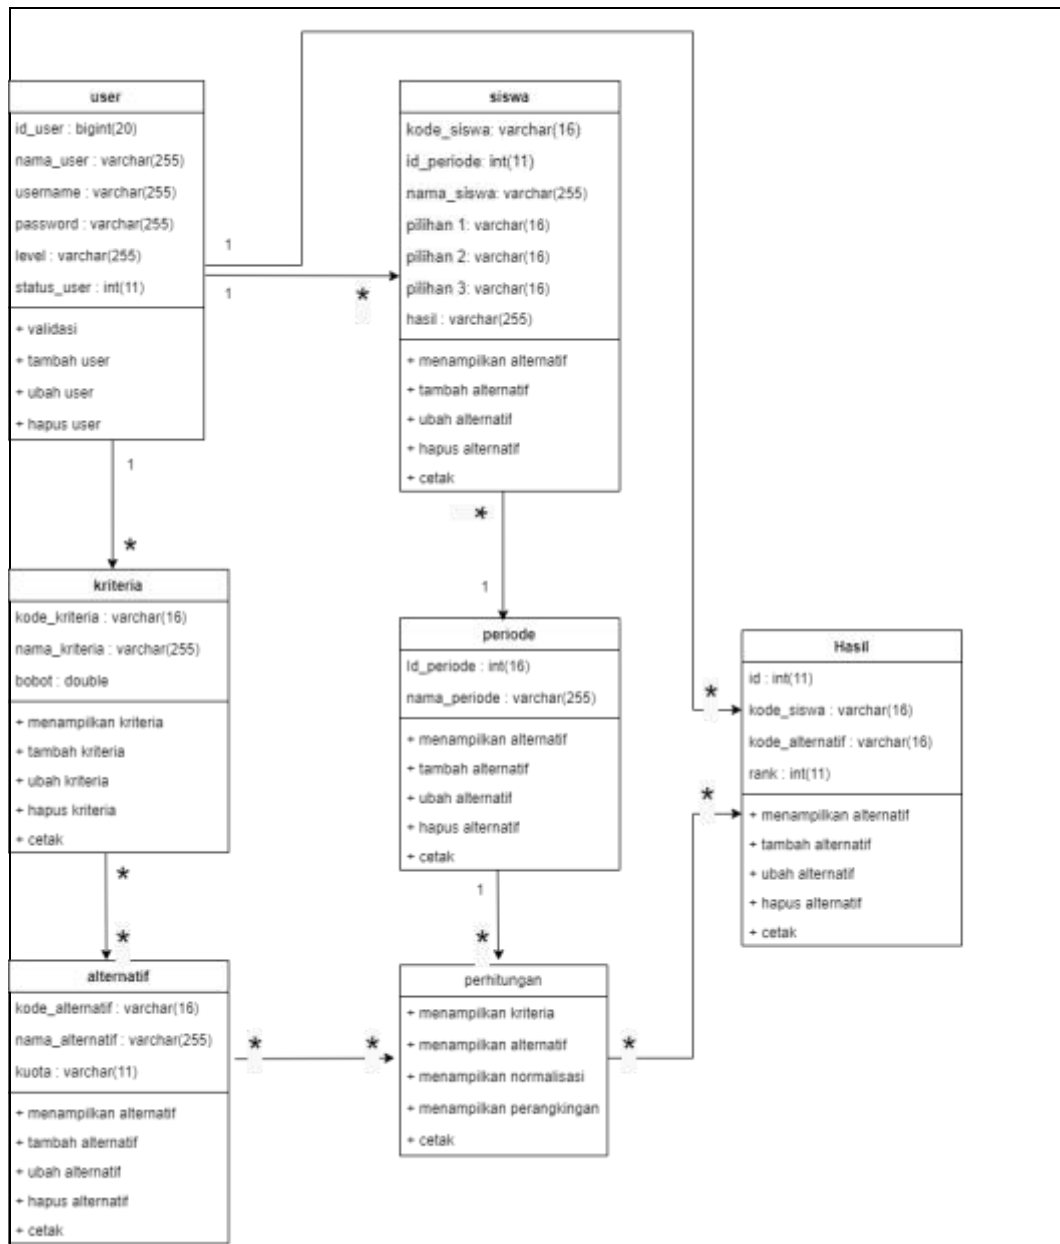 user
id_user : bigint(20)
nama_user : varchar(255)
username : varchar(255)
password : varchar(255)
level : varchar(255)
status_user : int(11)
+ validasi
+ tambah user
+ ubah user
+ hapus user
siswa
kode_siswa: varchar(16)
id_periode: int(11)
nama_siswa: varchar(255)
pilihan 1: varchar(16)
pilihan 2: varchar(16)
pilihan 3: varchar(16)
hasil : varchar(255)
+ menampilkan alternatif
+ tambah alternatif
+ ubah alternatif
+ hapus alternatif
+ cetak
1
1
*
1
*
*
1
kriteria
kode_kriteria : varchar(16)
nama_kriteria : varchar(255)
bobot : double
+ menampilkan kriteria
+ tambah kriteria
+ ubah kriteria
+ hapus kriteria
+ cetak
periode
Id_periode : int(16)
nama_periode : varchar(255)
+ menampilkan alternatif
+ tambah alternatif
+ ubah alternatif
+ hapus alternatif
+ cetak
*
*
Hasil
id : int(11)
kode_siswa : varchar(16)
kode_alternatif : varchar(16)
rank : int(11)
+ menampilkan alternatif
+ tambah alternatif
+ ubah alternatif
+ hapus alternatif
+ cetak
*
*
1
*
alternatif
kode_alternatif : varchar(16)
nama_alternatif : varchar(255)
kuota : varchar(11)
+ menampilkan alternatif
+ tambah alternatif
+ ubah alternatif
+ hapus alternatif
+ cetak
*
*
perhitungan
+ menampilkan kriteria
+ menampilkan alternatif
+ menampilkan normalisasi
+ menampilkan perangkingan
+ cetak
*